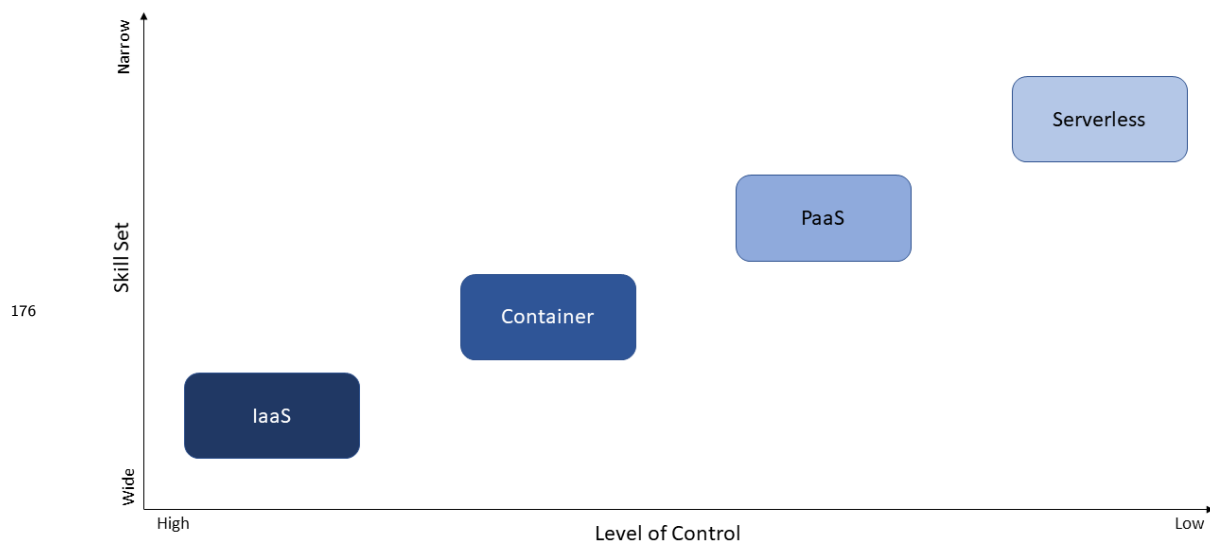 Narrow
Serverless
PaaS
Skill Set
176
Container
IaaS
Wide
High
Low
Level of Control